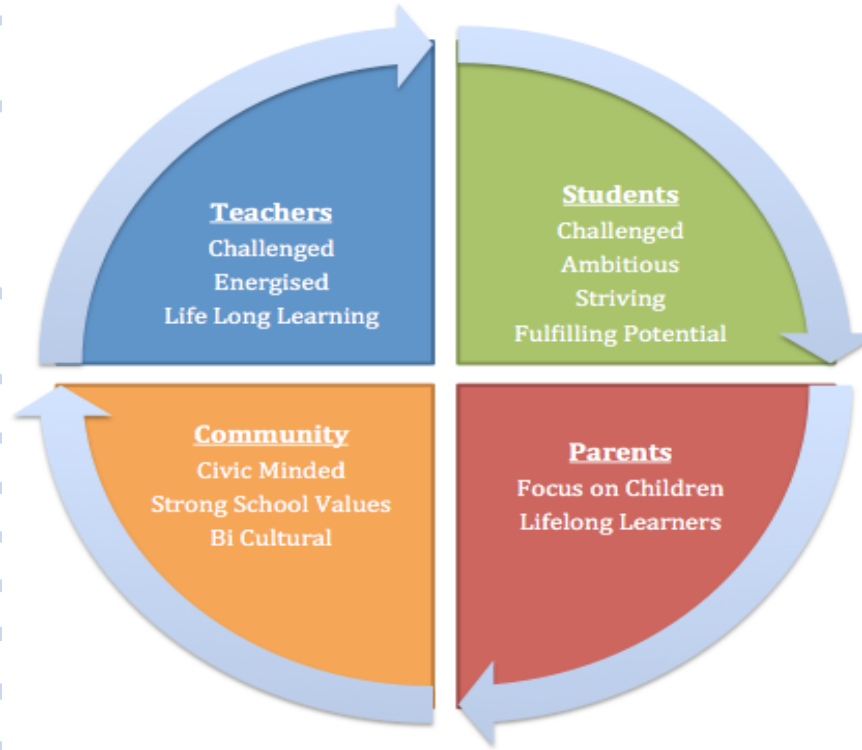 Teachers
Challenged
Energised
Life Long Learning
Students
Challenged
Ambitious
Striving
Fulfilling Potential
Community
Civic Minded
Strong School Values
Bi Cultural
Parents
Focus on Children
Lifelong Learners